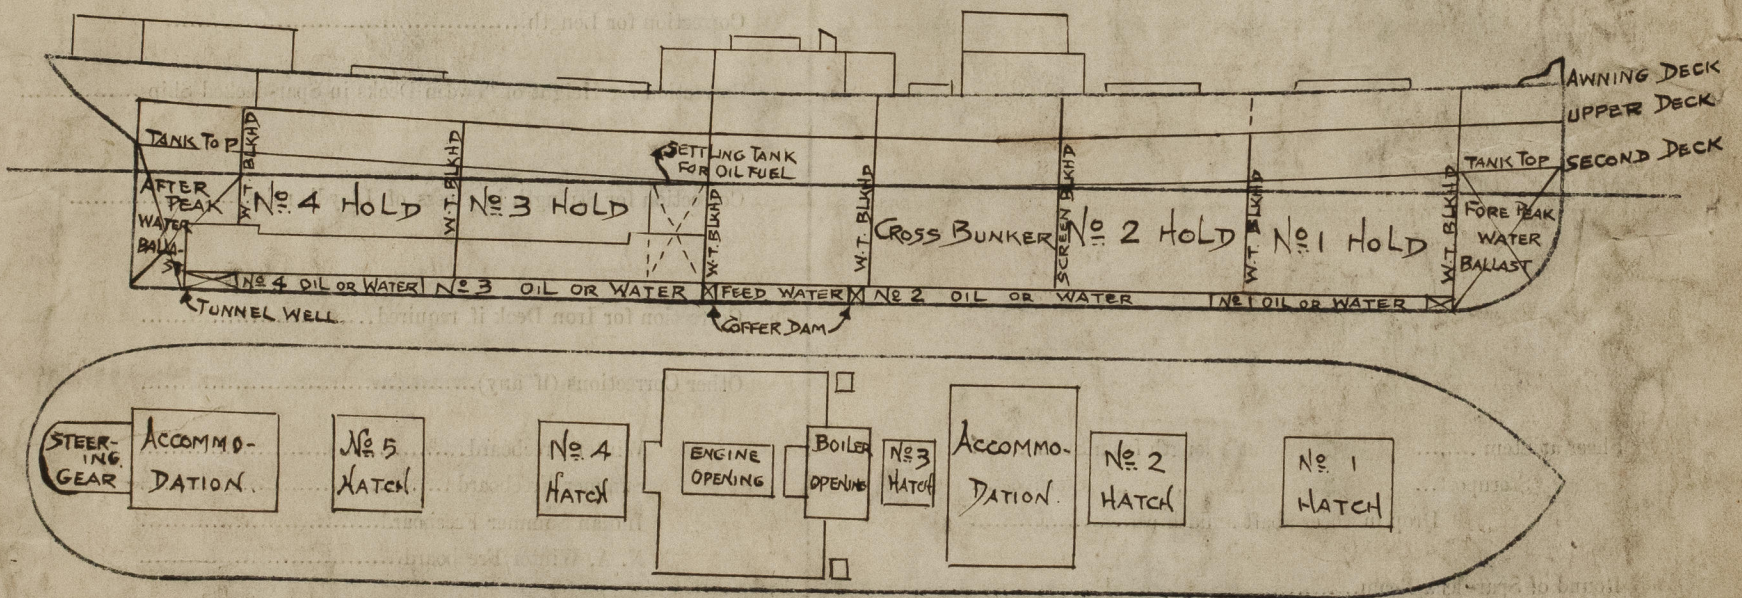 AWNING DECK
UPPER DECK
SECOND DECK
TANK TOP
W.T. BLKHD
AFTER
PEAK
WATER
BALLA-
ST
No 4 HOLD
W.T. BLKHD
No 3 HOLD
SETTLING TANK
FOR OIL FUEL
W.T. BLKHD
W.T. BLKHD
CROSS BUNKER
SCREEN BLKHD
No 2 HOLD
W.T. BLKHD
No 1 HOLD
W.T. BLKHD
TANK TOP
FORE PEAK
WATER
BALLAST
No 4 OIL OR WATER
No 3 OIL OR WATER
FEED WATER
No 2 OIL OR WATER
No 1 OIL OR WATER
TUNNEL WELL
COFFER DAM
STEER-
ING
GEAR
ACCOMMO-
DATION.
No 5
HATCH
No 4
HATCH
ENGINE
OPENING
BOILER
OPENING
No 3
HATCH
ACCOMMO-
DATION.
No 2
HATCH
No 1
HATCH